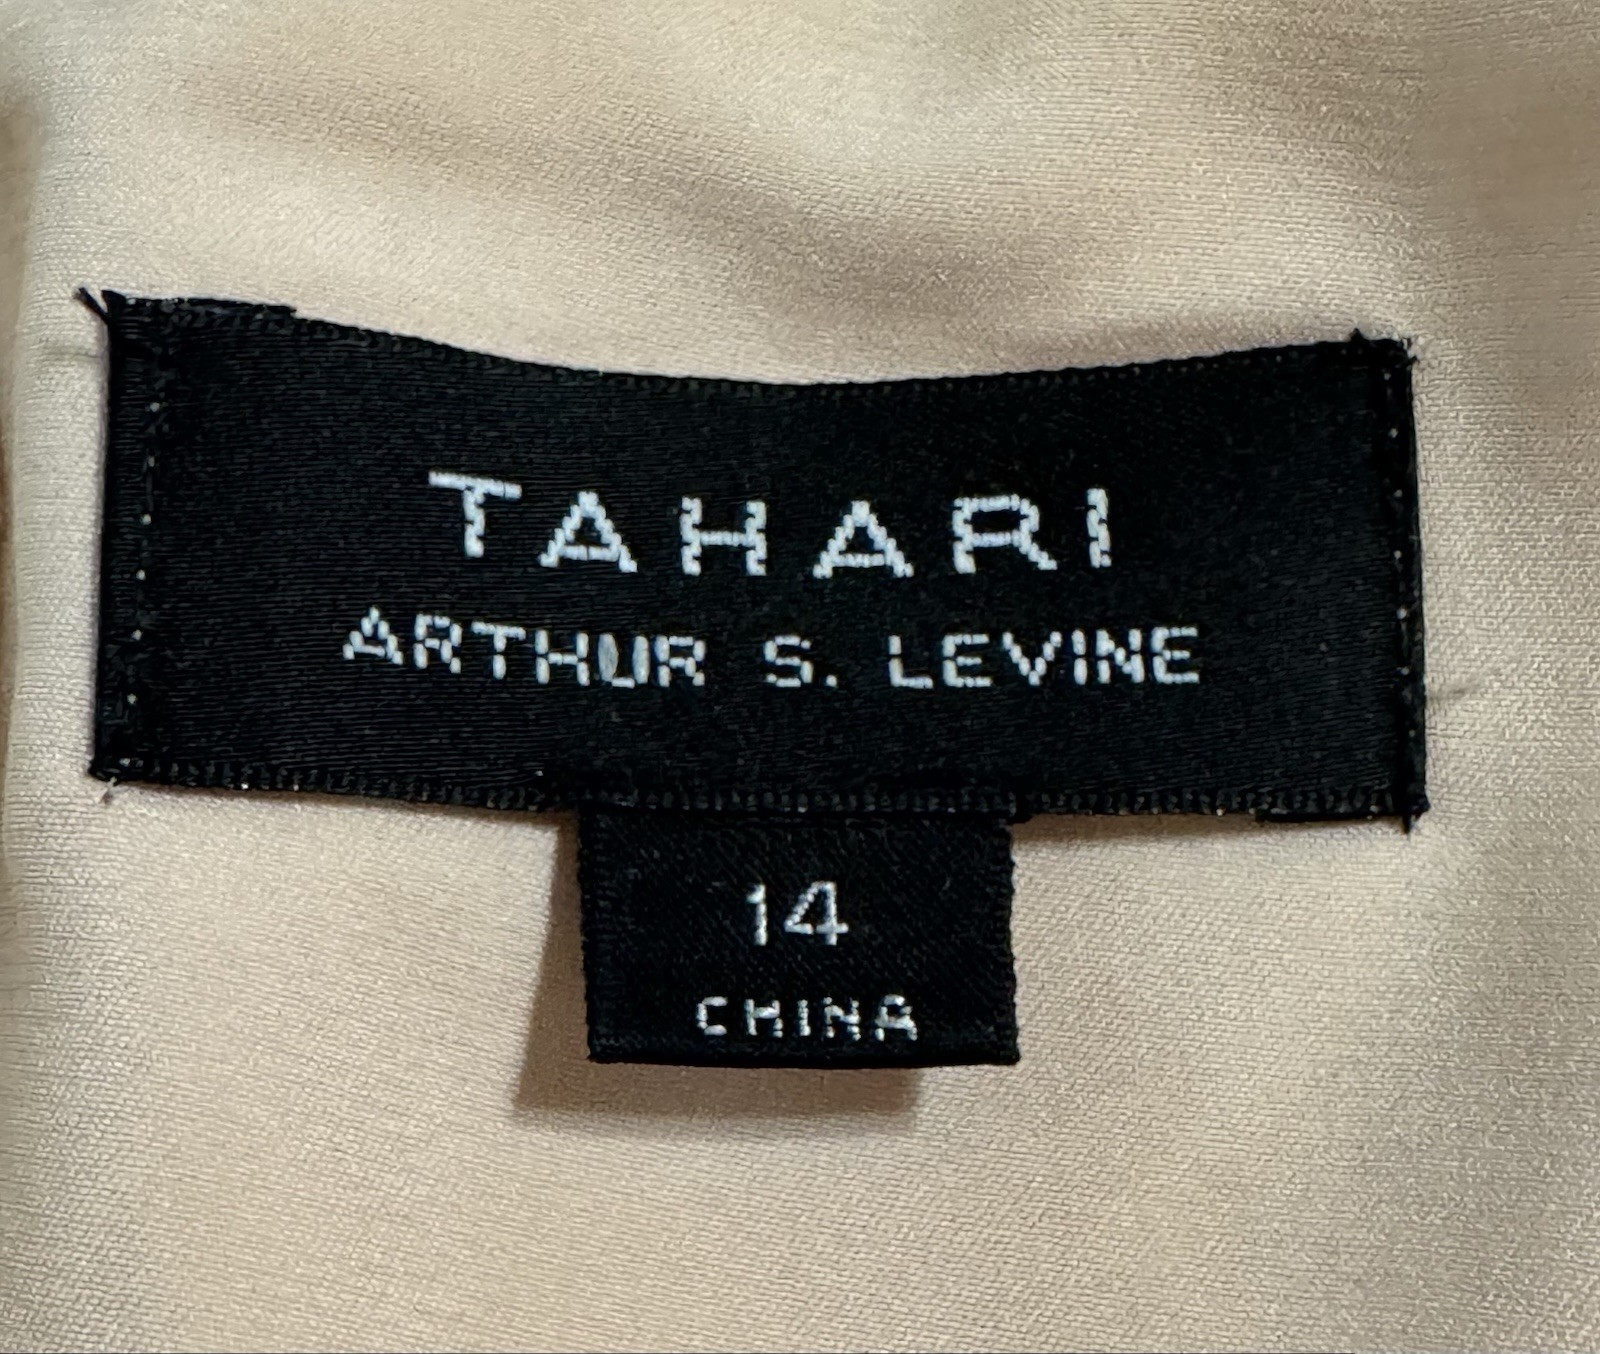 TAHARI
ARTHUR S. LEVINE
14
CHINA